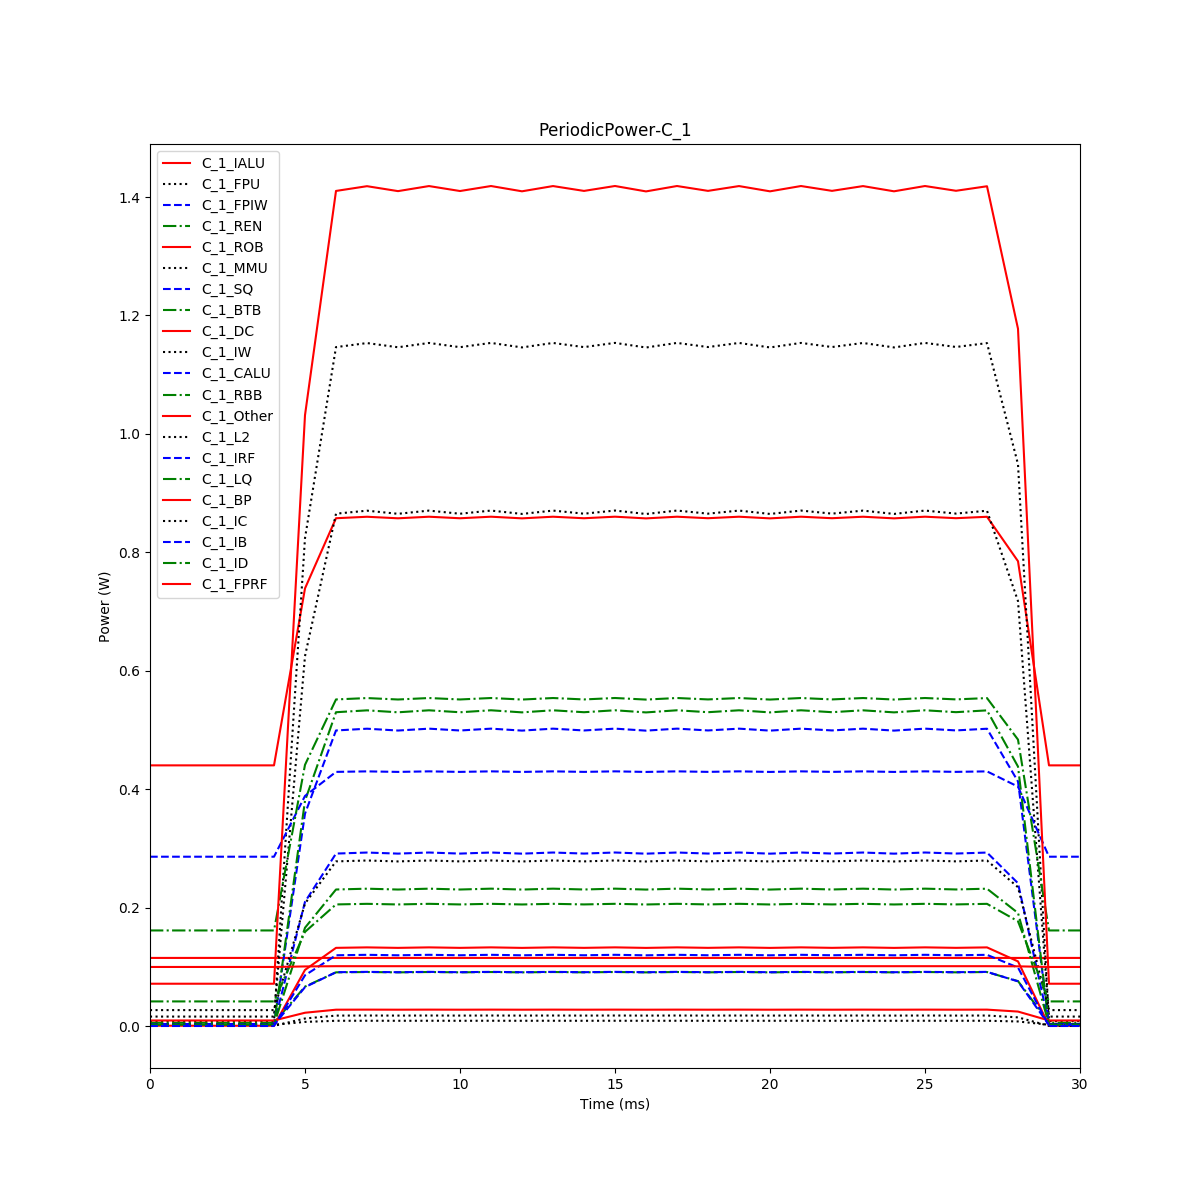 PeriodicPower-C_1
C_1_IALU
C_1_FPU
C_1_FPIW
C_1_REN
C_1_ROB
C_1_MMU
C_1_SQ
C_1_BTB
C_1_DC
C_1_IW
C_1_CALU
C_1_RBB
C_1_Other
C_1_L2
C_1_IRF
C_1_LQ
C_1_BP
C_1_IC
C_1_IB
C_1_ID
C_1_FPRF
1.4
1.2
1.0
0.8
0.6
0.4
0.2
0.0
Power (W)
0 5 10 15 20 25 30
Time (ms)